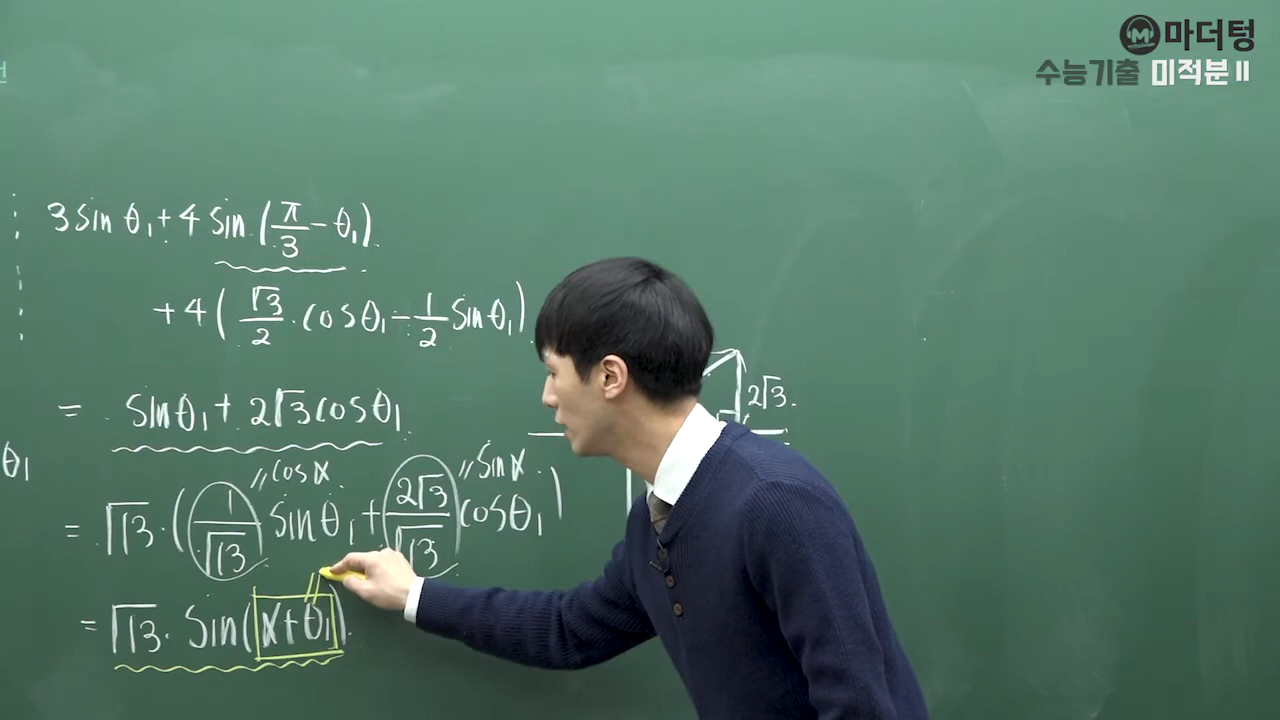 마더텅
수능기출 미적분 II
전
3 sin θ₁ + 4 sin (π/3 − θ₁)
+ 4 ( √3/2 · cos θ₁ − 1/2 sin θ₁ )
= sin θ₁ + 2√3 cos θ₁
θ₁
" cos x " sin x
= √13 · ( 1/√13 sin θ₁ + 2√3/√13 cos θ₁ )
= √13 · sin ( x + θ₁ )
2√3